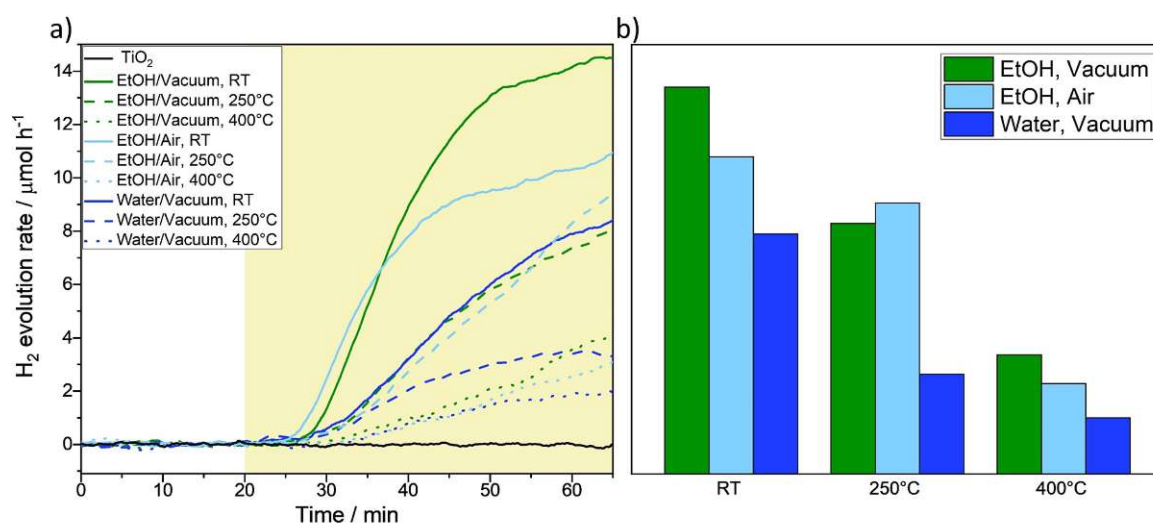 a)
14
12
10
8
6
4
2
0
H₂ evolution rate / μmol h⁻¹
TiO₂
EtOH/Vacuum, RT
EtOH/Vacuum, 250°C
EtOH/Vacuum, 400°C
EtOH/Air, RT
EtOH/Air, 250°C
EtOH/Air, 400°C
Water/Vacuum, RT
Water/Vacuum, 250°C
Water/Vacuum, 400°C
0 10 20 30 40 50 60
Time / min
b)
EtOH, Vacuum
EtOH, Air
Water, Vacuum
RT 250°C 400°C